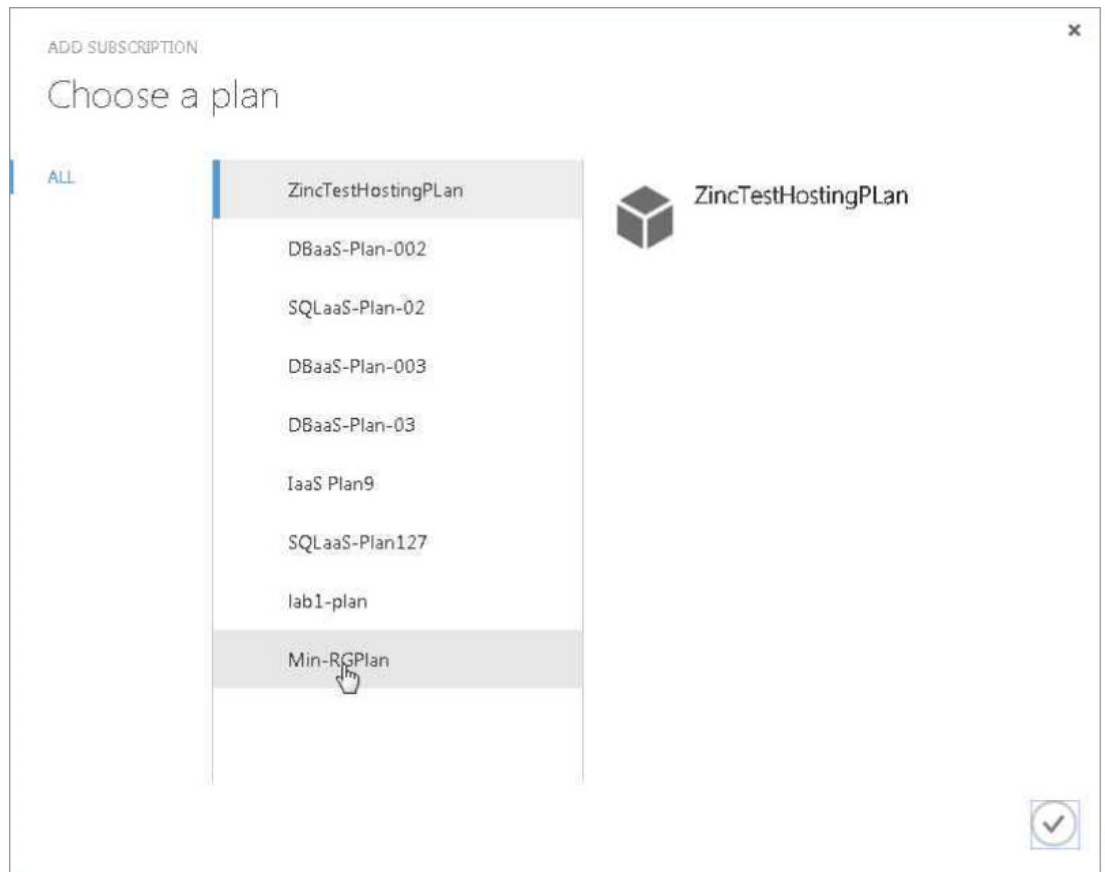 ADD SUBSCRIPTION
Choose a plan
ALL
ZincTestHostingPLan
DBaaS-Plan-002
SQLaaS-Plan-02
DBaaS-Plan-003
DBaaS-Plan-03
IaaS Plan9
SQLaaS-Plan127
lab1-plan
Min-RGPlan
ZincTestHostingPLan